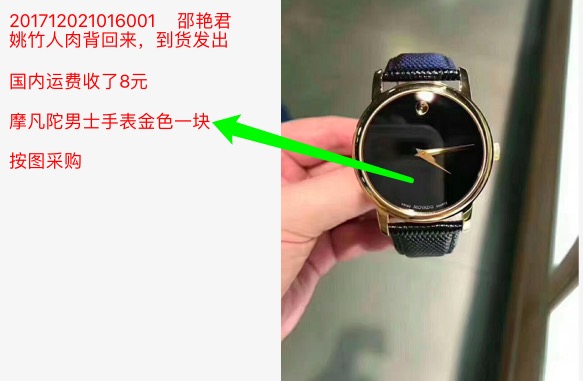 201712021016001 邵艳君
姚竹人肉背回来，到货发出
国内运费收了8元
摩凡陀男士手表金色一块
按图采购
MOVADO